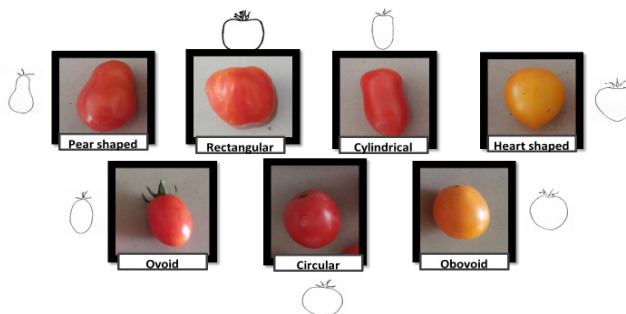 Pear shaped
Rectangular
Cylindrical
Heart shaped
Ovoid
Circular
Obovoid